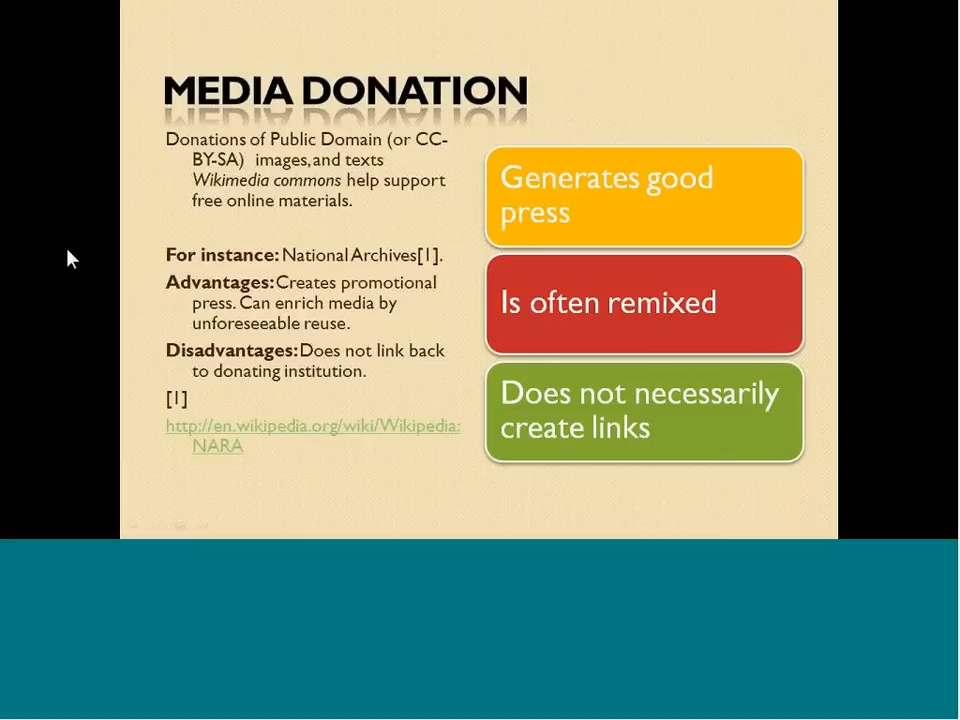 MEDIA DONATION
Donations of Public Domain (or CC-
BY-SA) images, and texts
Wikimedia commons help support
free online materials.
For instance: National Archives[1].
Advantages: Creates promotional
press. Can enrich media by
unforeseeable reuse.
Disadvantages: Does not link back
to donating institution.
[1]
http://en.wikipedia.org/wiki/Wikipedia:
NARA
Generates good
press
Is often remixed
Does not necessarily
create links